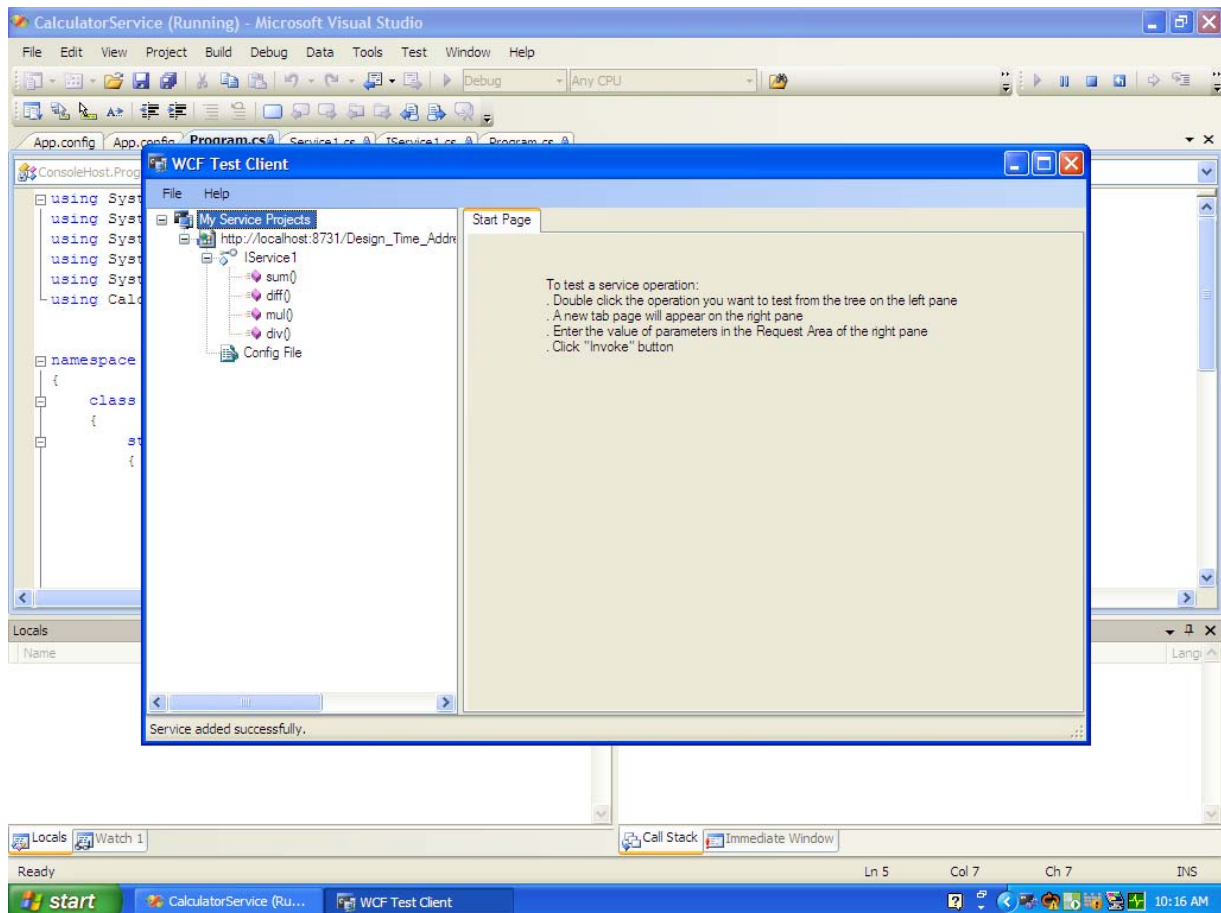 CalculatorService (Running) - Microsoft Visual Studio
File Edit View Project Build Debug Data Tools Test Window Help
Debug Any CPU
App.config App.config Program.cs Service1.cs IService1.cs Program.cs
ConsoleHost.Prog
WCF Test Client
File Help
using Syst
using Syst
using Syst
using Syst
using Syst
using Calc
namespace
{
class
{
st
{
My Service Projects
http://localhost:8731/Design_Time_Addre
IService1
sum()
diff()
mul()
div()
Config File
Start Page
To test a service operation:
. Double click the operation you want to test from the tree on the left pane
. A new tab page will appear on the right pane
. Enter the value of parameters in the Request Area of the right pane
. Click "Invoke" button
Service added successfully.
Locals
Name
Lang
Locals Watch 1
Call Stack Immediate Window
Ready Ln 5 Col 7 Ch 7 INS
start CalculatorService (Ru... WCF Test Client 10:16 AM